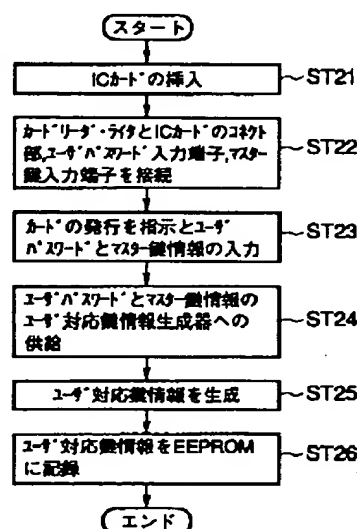 スタート
ICカードの挿入
ST21
カードリーダ・ライタとICカードのコネクト
部,ユーザパスワード入力端子,マスター
鍵入力端子を接続
ST22
カードの発行を指示とユーザ
パスワードとマスター鍵情報の入力
ST23
ユーザパスワードとマスター鍵情報の
ユーザ対応鍵情報生成器への
供給
ST24
ユーザ対応鍵情報を生成
ST25
ユーザ対応鍵情報をEEPROM
に記録
ST26
エンド